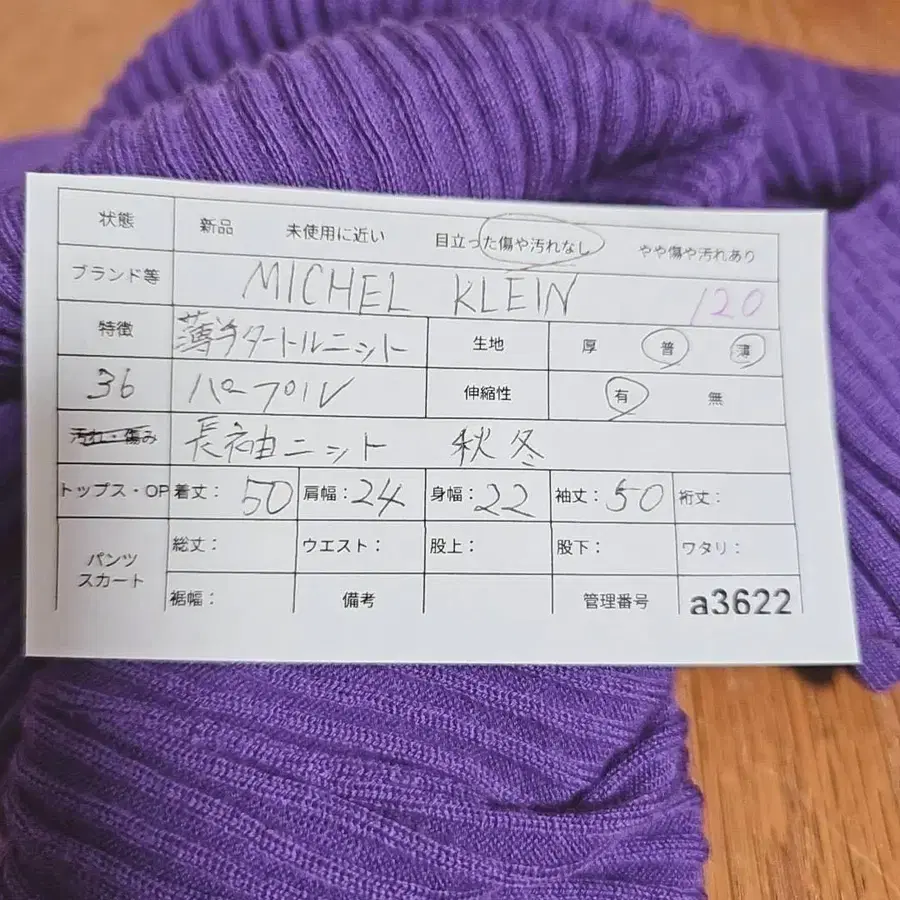 状態 新品 未使用に近い 目立った傷や汚れなし やや傷や汚れあり
ブランド等 MICHEL KLEIN 120
特徴 薄手タートルニット 生地 厚 普 薄
36 パープル 伸縮性 有 無
汚れ・傷み 長袖ニット 秋冬
トップス・OP 着丈: 50 肩幅: 24 身幅: 22 袖丈: 50 裄丈:
パンツ スカート 総丈: ウエスト: 股上: 股下: ワタリ:
裾幅: 備考 管理番号 a3622